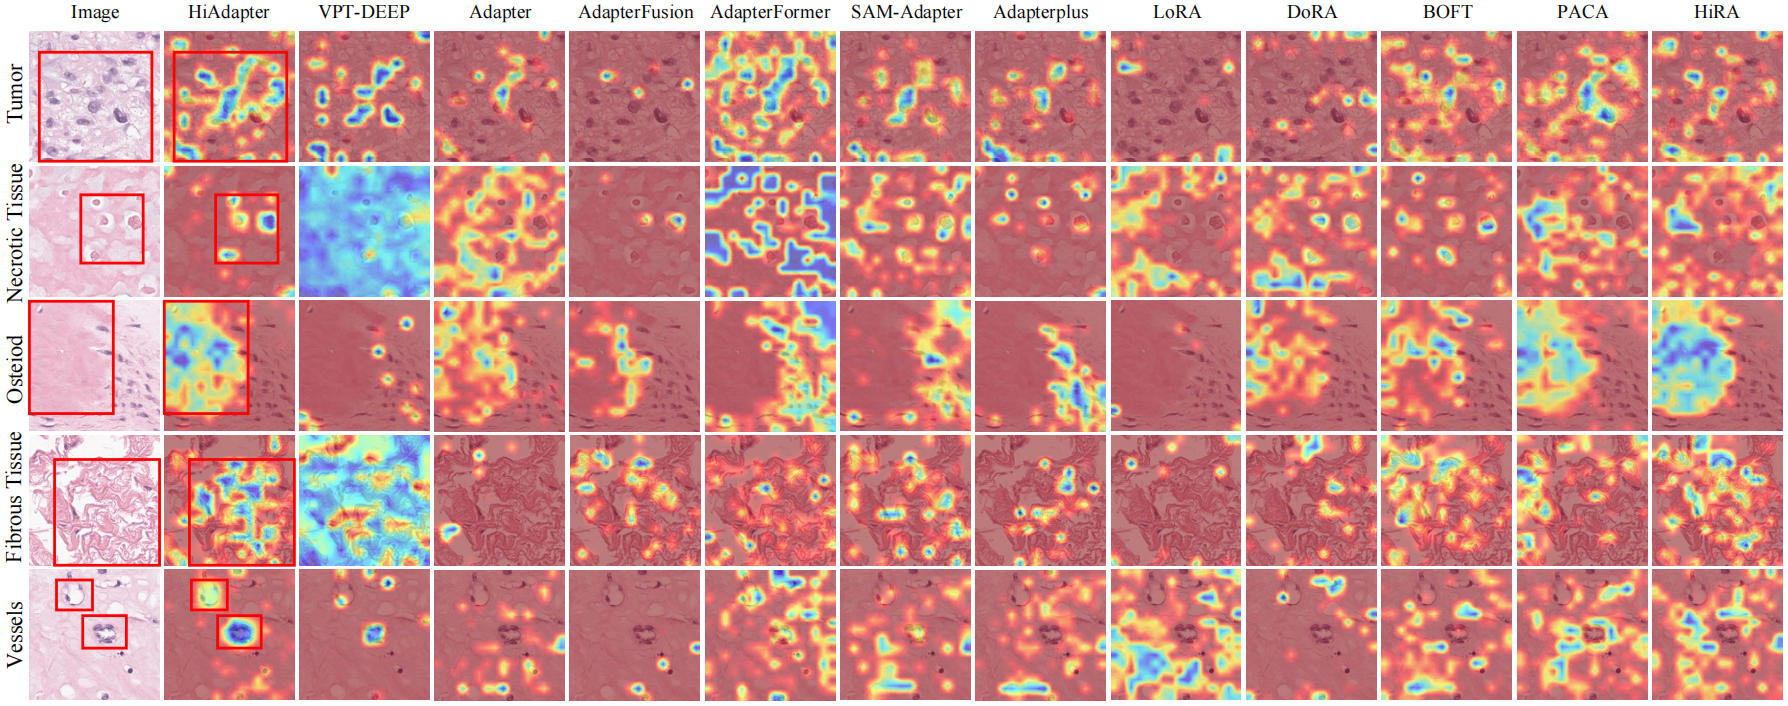 Image HiAdapter VPT-DEEP Adapter AdapterFusion AdapterFormer SAM-Adapter Adapterplus LoRA DoRA BOFT PACA HiRA
Tumor
Necrotic Tissue
Osteiod
Fibrous Tissue
Vessels